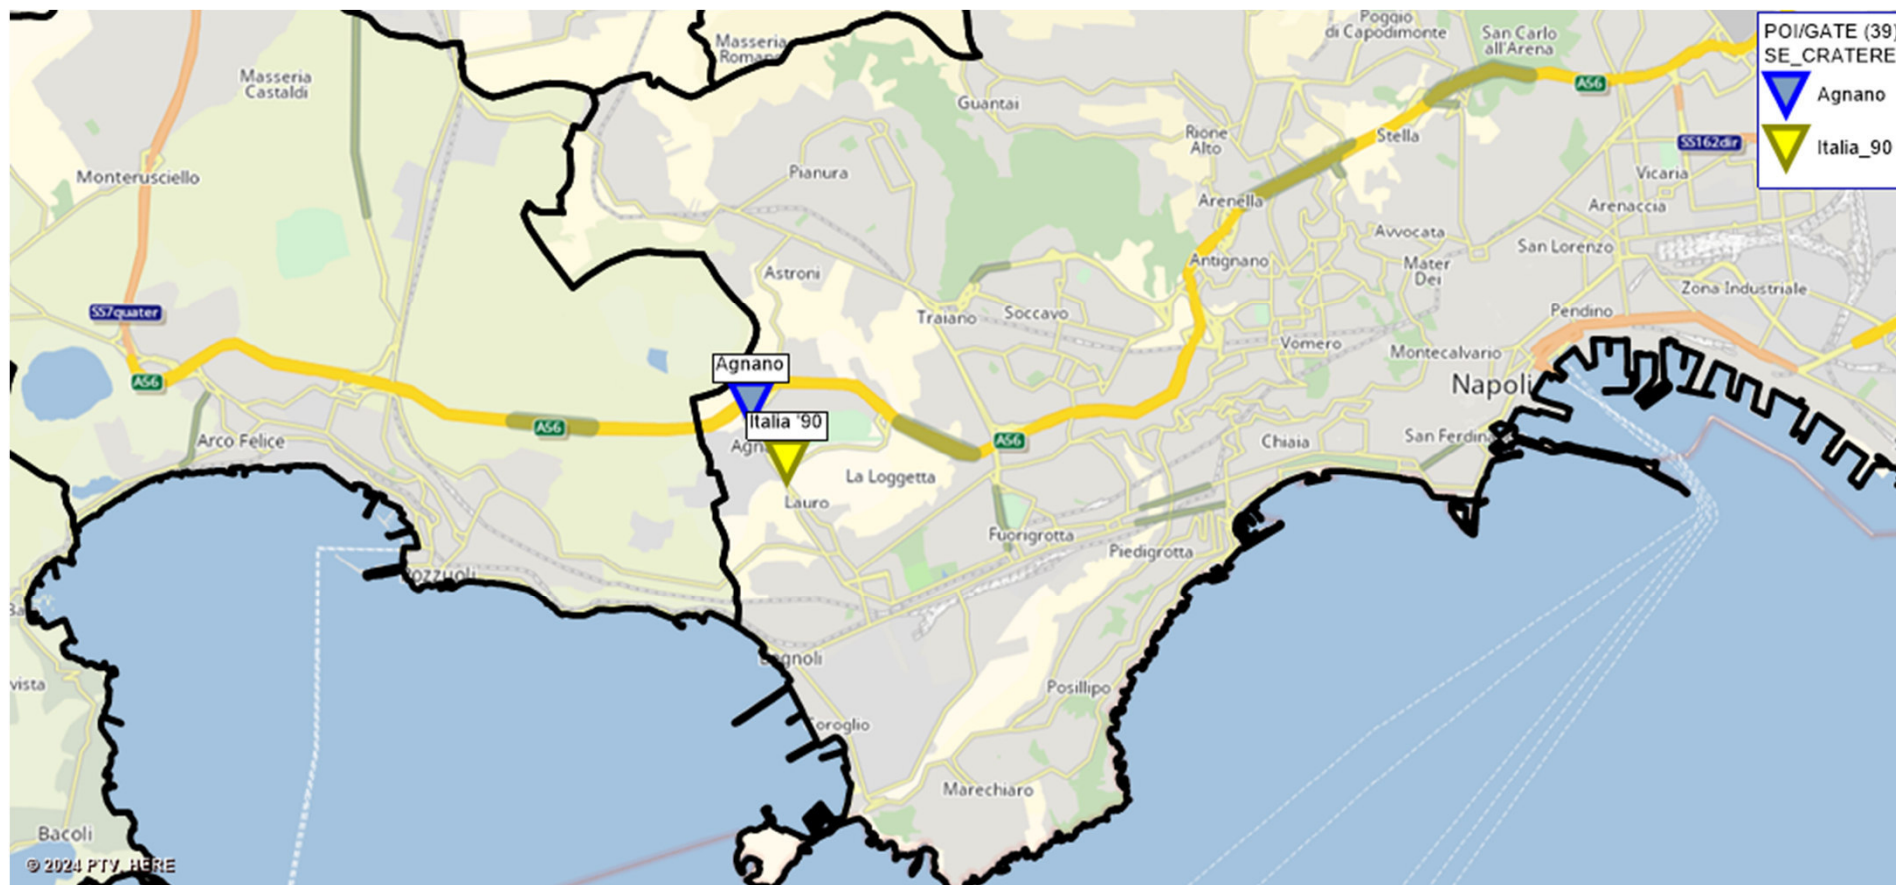 Poggio
di Capodimonte
San Carlo
all'Arena
POI/GATE (39)
SE_CRATERE
Agnano
Italia_90
Masseria
Romano
Masseria
Castaldi
Guantai
A56
Rione
Alto
Stella
SS162dir
Monterusciello
Pianura
Vicaria
Arenella
Arenaccia
Avvocata
San Lorenzo
Astroni
Antignano
Mater
Dei
Zona Industriale
SS7quater
Traiano
Soccavo
Pendino
Vomero
Montecalvario
Agnano
A56
Napoli
Italia '90
A56
A56
Arco Felice
Chiaia
La Loggetta
Lauro
Fuorigrotta
Piedigrotta
Pozzuoli
Bagnoli
vista
Posillipo
Coroglio
Marechiaro
Bacoli
© 2024 PTV, HERE